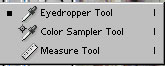 Eyedropper Tool I
Color Sampler Tool I
Measure Tool I